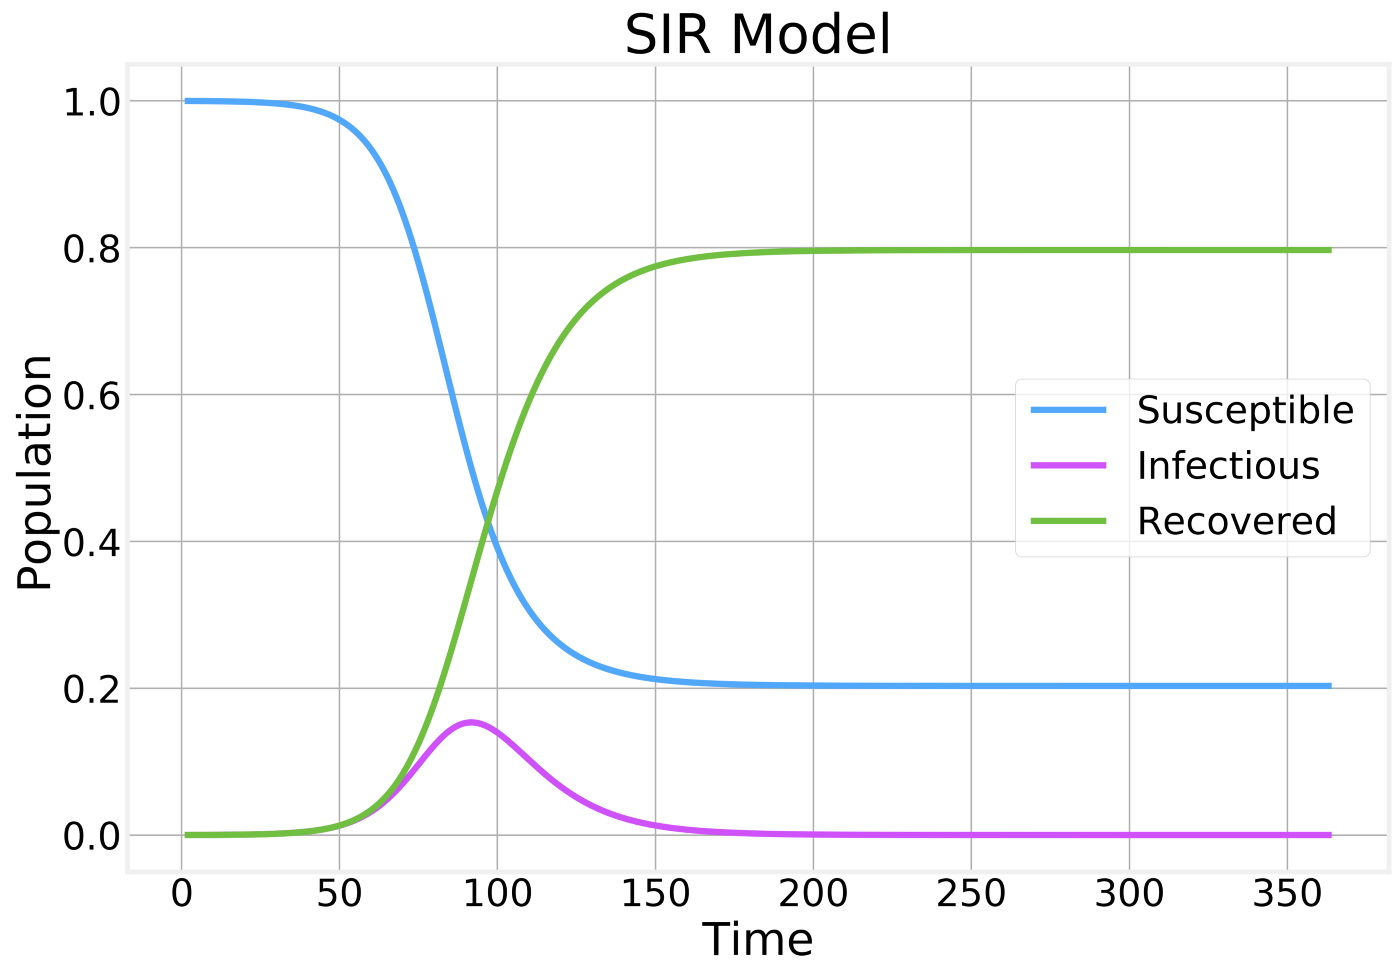 SIR Model
Population
1.0
0.8
0.6
0.4
0.2
0.0
Susceptible
Infectious
Recovered
0 50 100 150 200 250 300 350
Time